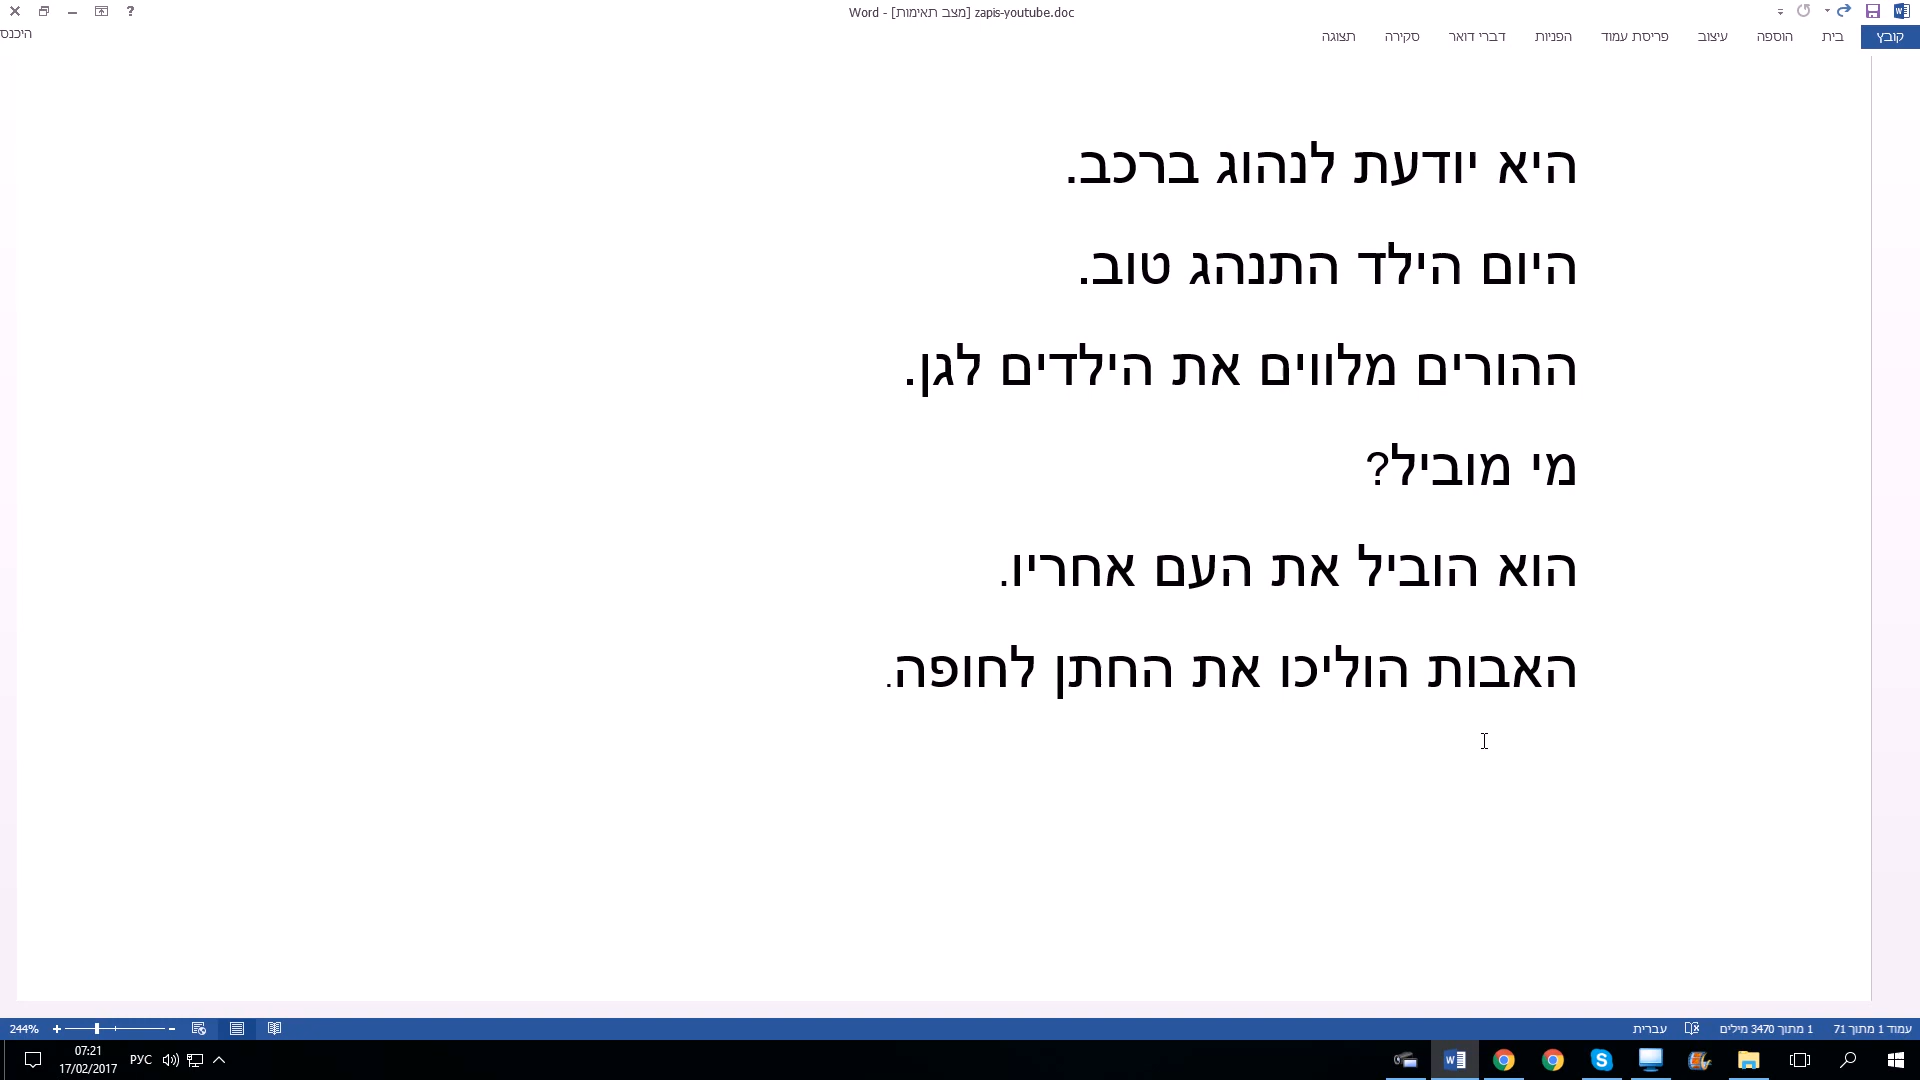 zapis-youtube.doc [מצב תאימות] - Word
?
קובץ בית הוספה עיצוב פריסת עמוד הפניות דברי דואר סקירה תצוגה
היכנס
היא יודעת לנהוג ברכב.
היום הילד התנהג טוב.
ההורים מלווים את הילדים לגן.
מי מוביל?
הוא הוביל את העם אחריו.
האבות הוליכו את החתן לחופה.
עמוד 1 מתוך 71 1 מתוך 3470 מילים עברית 244%
07:21
РУС
17/02/2017